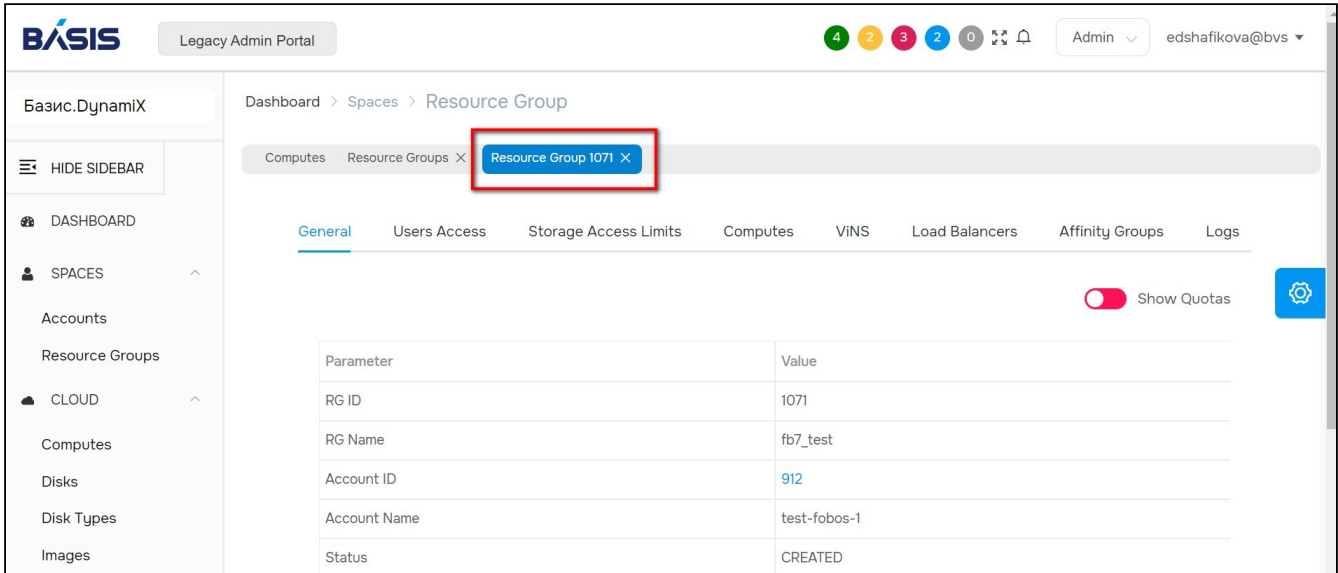 BASIS
Legacy Admin Portal
4 2 3 2 0 Admin edshafikova@bvs
Базис.DynamiX
Dashboard > Spaces > Resource Group
HIDE SIDEBAR
Computes Resource Groups × Resource Group 1071 ×
DASHBOARD
General Users Access Storage Access Limits Computes ViNS Load Balancers Affinity Groups Logs
SPACES
Show Quotas
Accounts
Resource Groups
Parameter Value
RG ID 1071
CLOUD
RG Name fb7_test
Computes
Account ID 912
Disks
Account Name test-fobos-1
Disk Types
Status CREATED
Images